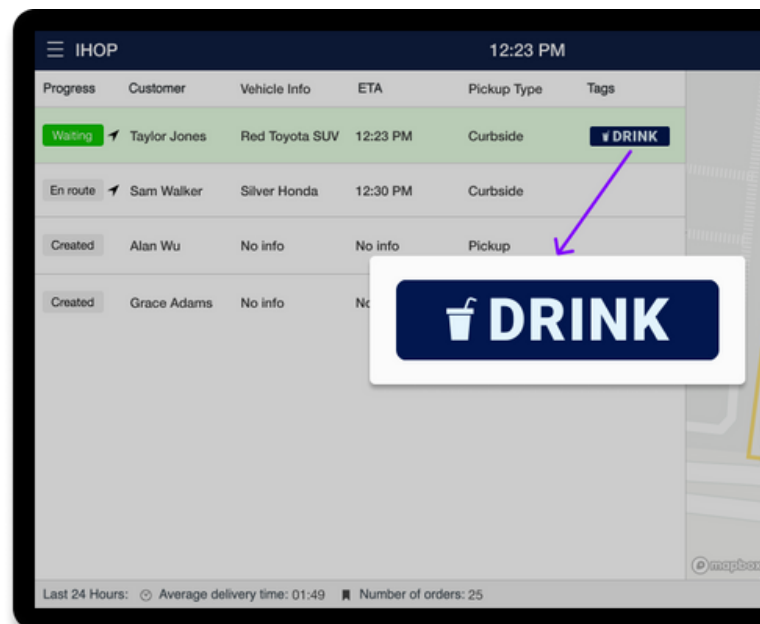 IHOP 12:23 PM
Progress Customer Vehicle Info ETA Pickup Type Tags
Waiting Taylor Jones Red Toyota SUV 12:23 PM Curbside DRINK
En route Sam Walker Silver Honda 12:30 PM Curbside
Created Alan Wu No info No info Pickup
Created Grace Adams No info No
DRINK
mapbox
Last 24 Hours: Average delivery time: 01:49 Number of orders: 25